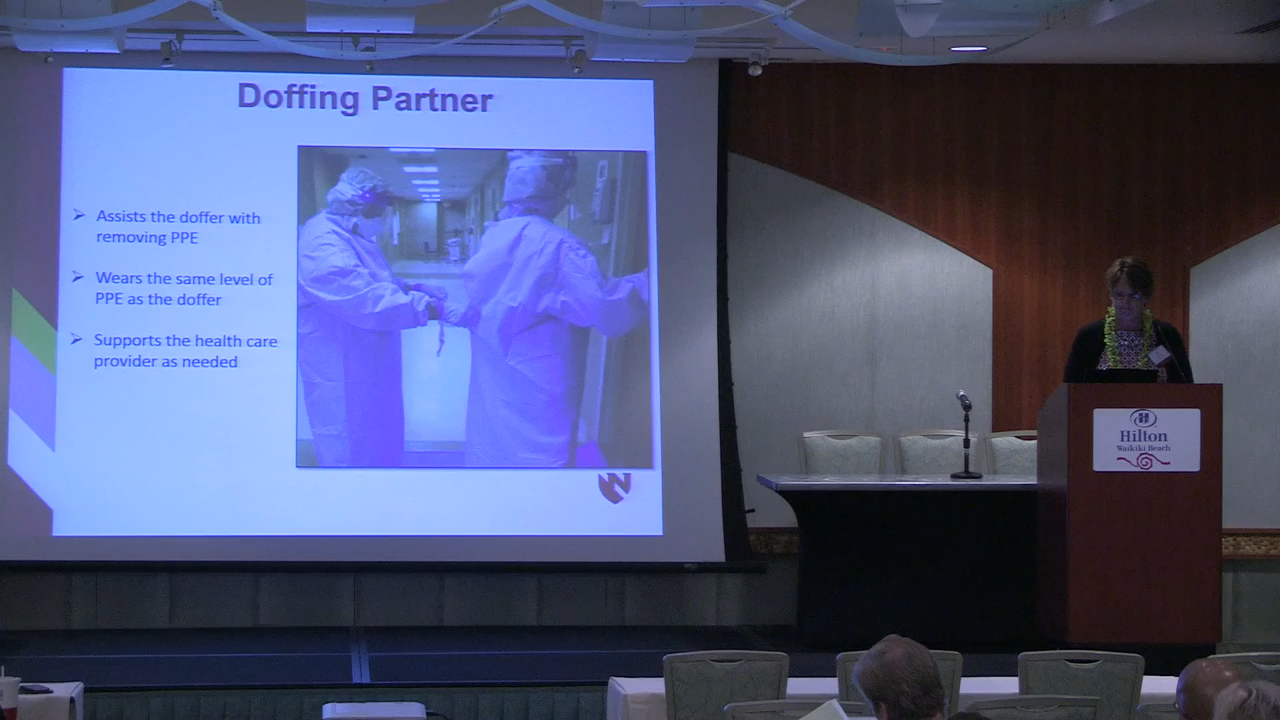 Doffing Partner
➢ Assists the doffer with
removing PPE
➢ Wears the same level of
PPE as the doffer
➢ Supports the health care
provider as needed
N
H
Hilton
Waikiki Beach